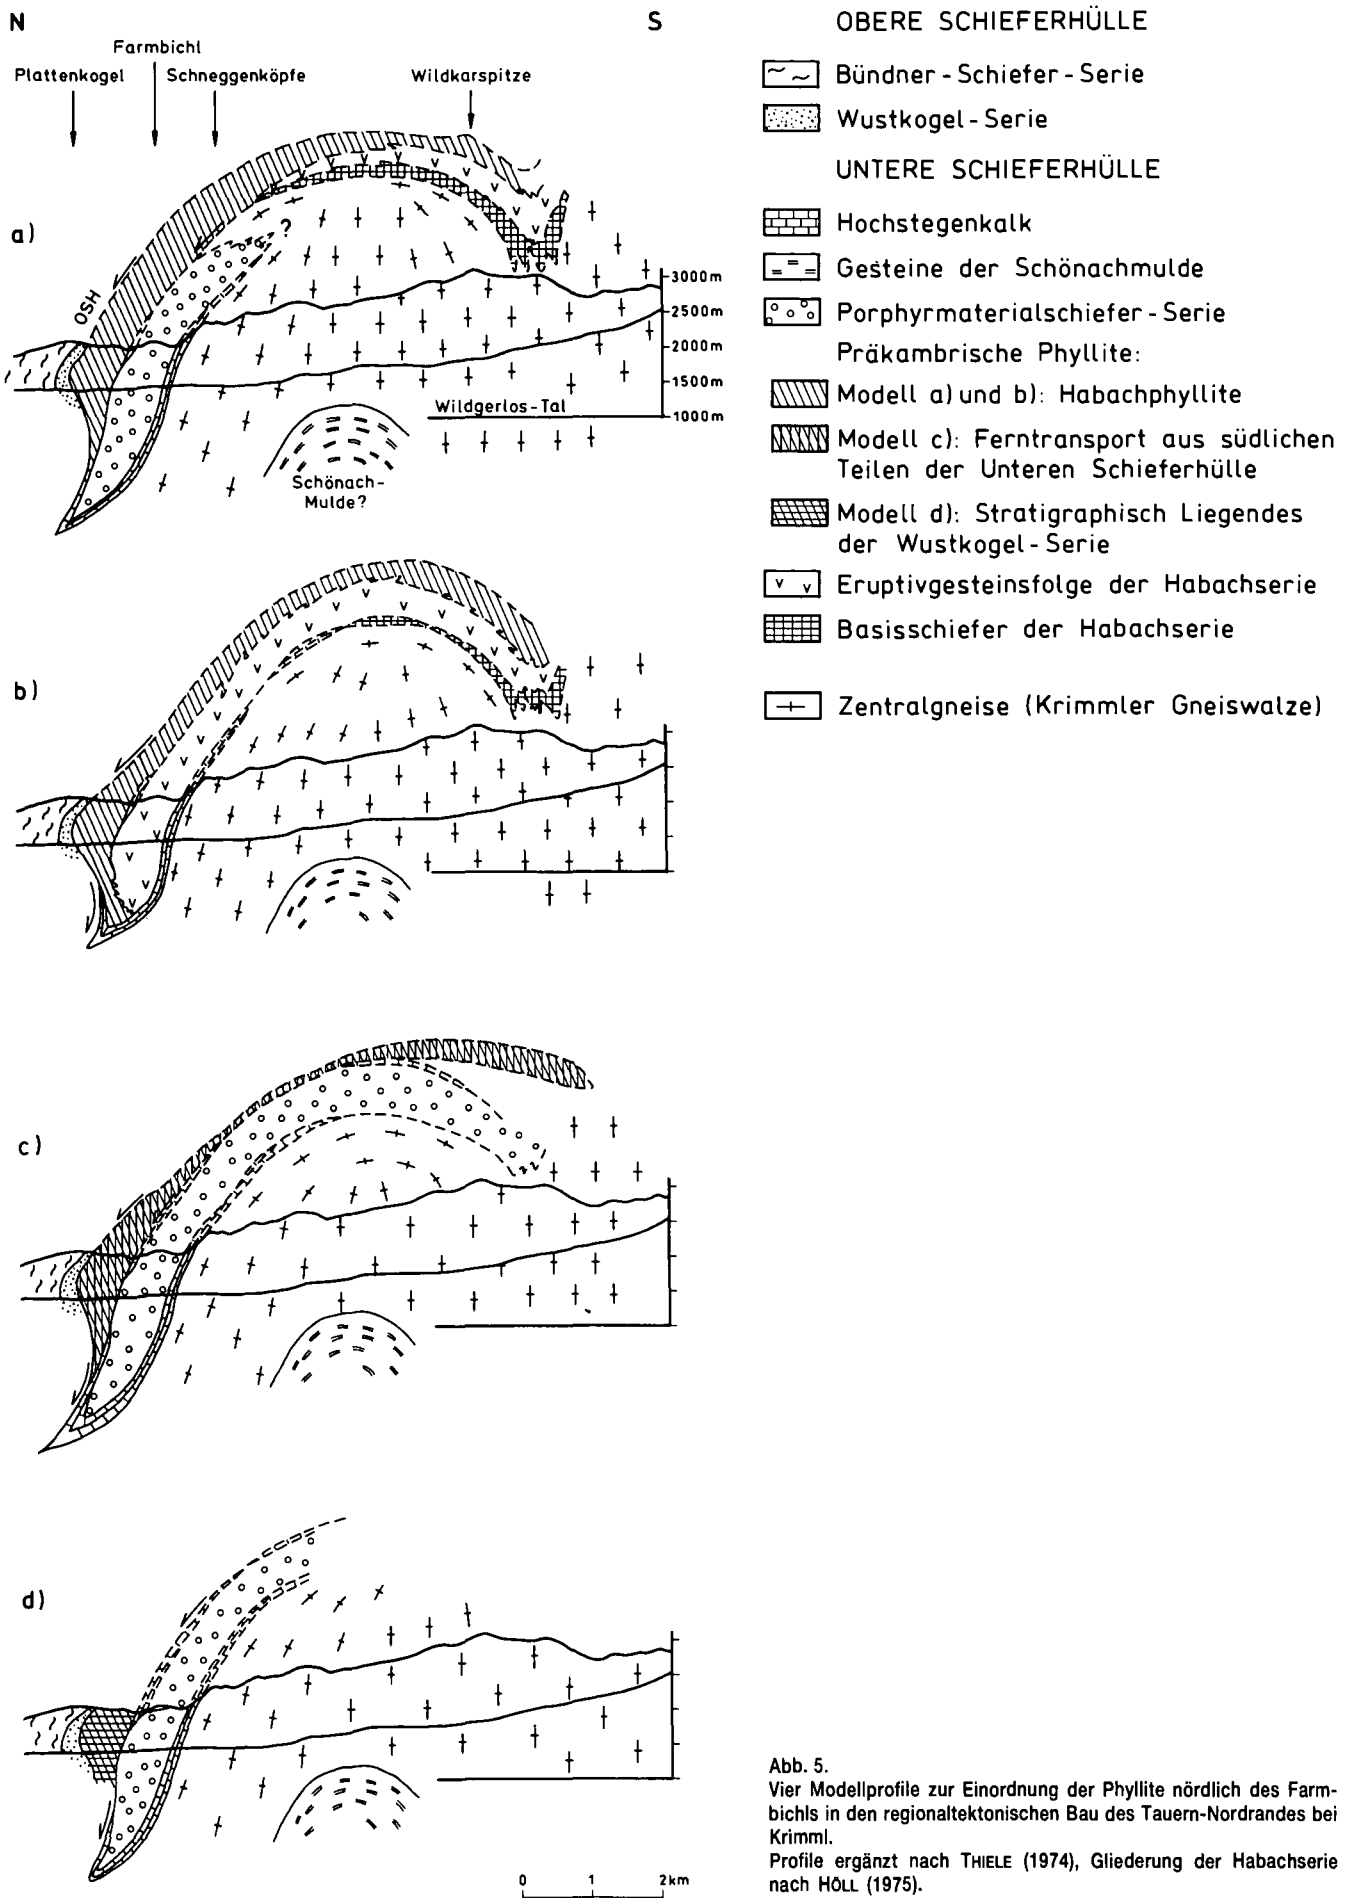 N
S
Farmbichl
Plattenkogel
Schneggenköpfe
Wildkarspitze
a)
?
OSH
3000m
2500m
2000m
1500m
1000m
Wildgerlos-Tal
Schönach-
Mulde?
b)
c)
d)
0 1 2km
OBERE SCHIEFERHÜLLE
Bündner-Schiefer-Serie
Wustkogel-Serie
UNTERE SCHIEFERHÜLLE
Hochstegenkalk
Gesteine der Schönachmulde
Porphyrmaterialschiefer-Serie
Präkambrische Phyllite:
Modell a) und b): Habachphyllite
Modell c): Ferntransport aus südlichen
Teilen der Unteren Schieferhülle
Modell d): Stratigraphisch Liegendes
der Wustkogel-Serie
Eruptivgesteinsfolge der Habachserie
Basisschiefer der Habachserie
Zentralgneise (Krimmler Gneiswalze)
Abb. 5.
Vier Modellprofile zur Einordnung der Phyllite nördlich des Farm-
bichls in den regionaltektonischen Bau des Tauern-Nordrandes bei
Krimml.
Profile ergänzt nach THIELE (1974), Gliederung der Habachserie
nach HÖLL (1975).